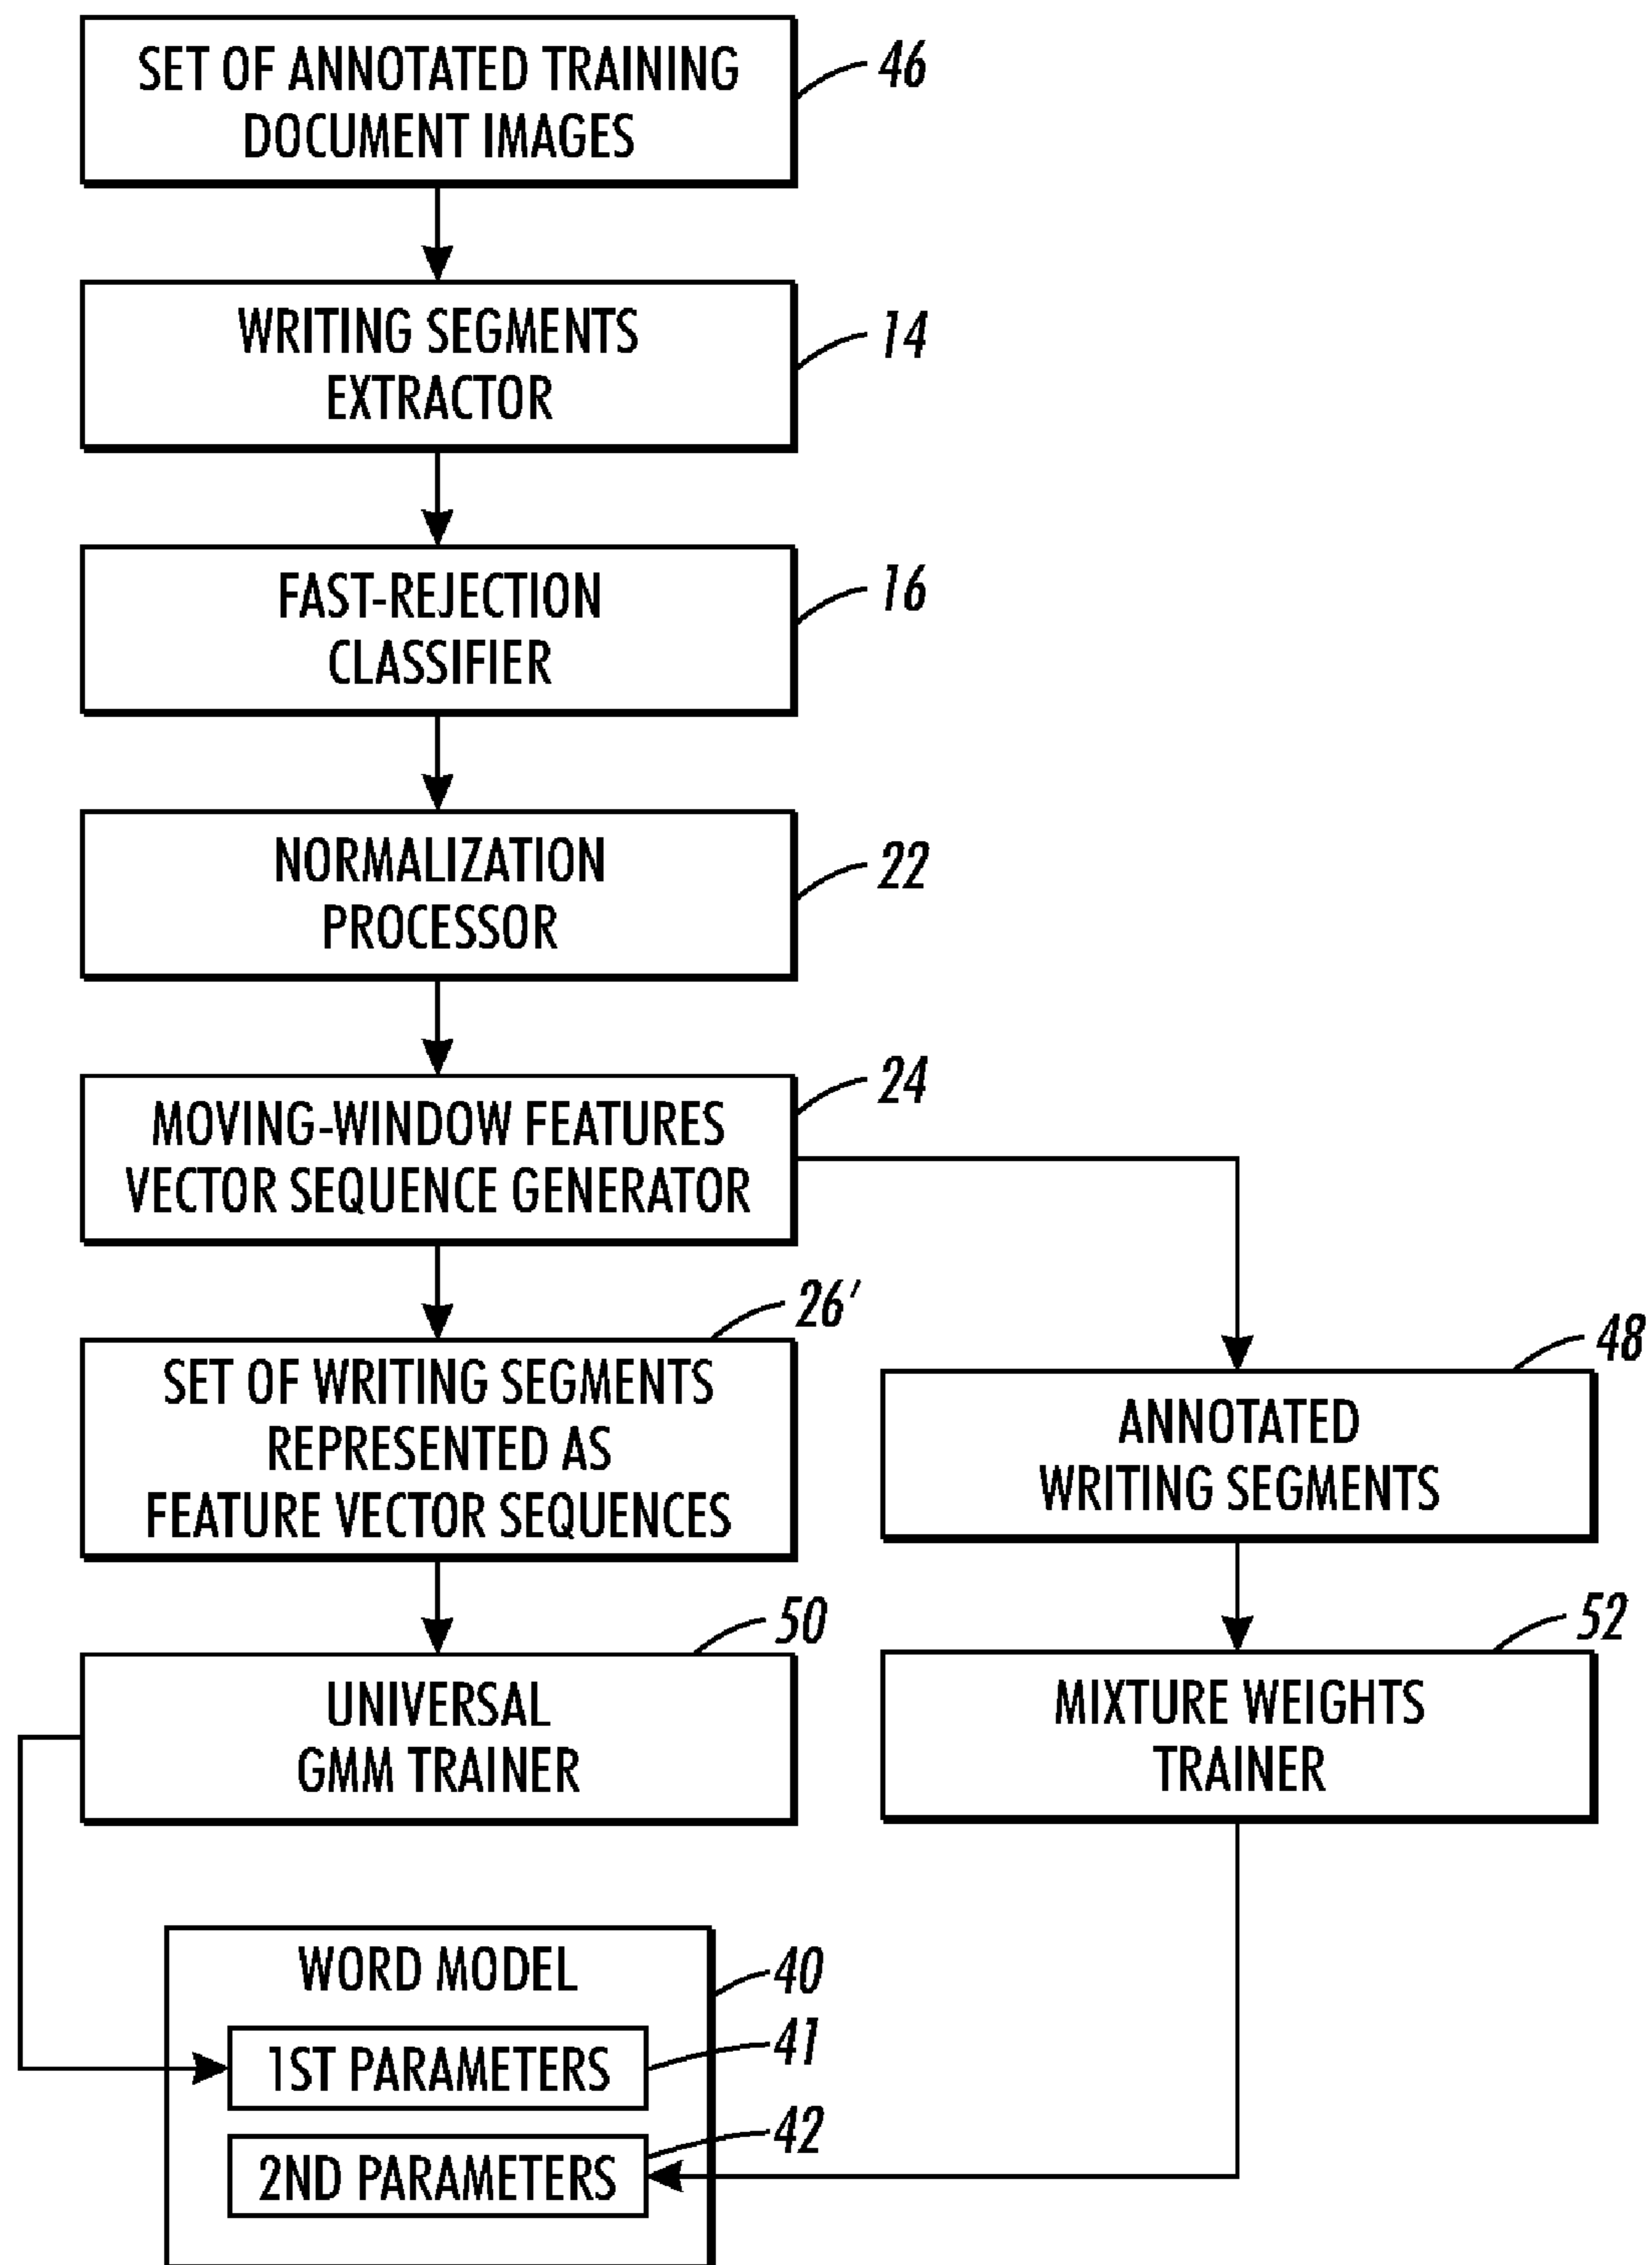 SET OF ANNOTATED TRAINING
DOCUMENT IMAGES
46
WRITING SEGMENTS
EXTRACTOR
14
FAST-REJECTION
CLASSIFIER
16
NORMALIZATION
PROCESSOR
22
MOVING-WINDOW FEATURES
VECTOR SEQUENCE GENERATOR
24
SET OF WRITING SEGMENTS
REPRESENTED AS
FEATURE VECTOR SEQUENCES
26'
ANNOTATED
WRITING SEGMENTS
48
UNIVERSAL
GMM TRAINER
50
MIXTURE WEIGHTS
TRAINER
52
WORD MODEL
40
1ST PARAMETERS
41
2ND PARAMETERS
42